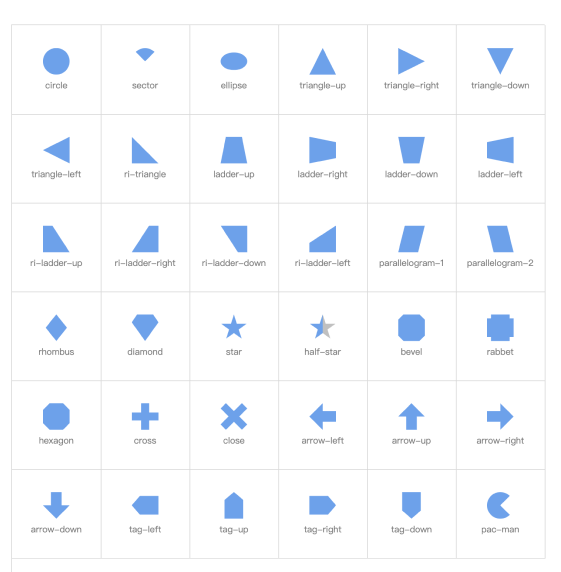 circle
sector
ellipse
triangle-up
triangle-right
triangle-down
triangle-left
ri-triangle
ladder-up
ladder-right
ladder-down
ladder-left
ri-ladder-up
ri-ladder-right
ri-ladder-down
ri-ladder-left
parallelogram-1
parallelogram-2
rhombus
diamond
star
half-star
bevel
rabbet
hexagon
cross
close
arrow-left
arrow-up
arrow-right
arrow-down
tag-left
tag-up
tag-right
tag-down
pac-man